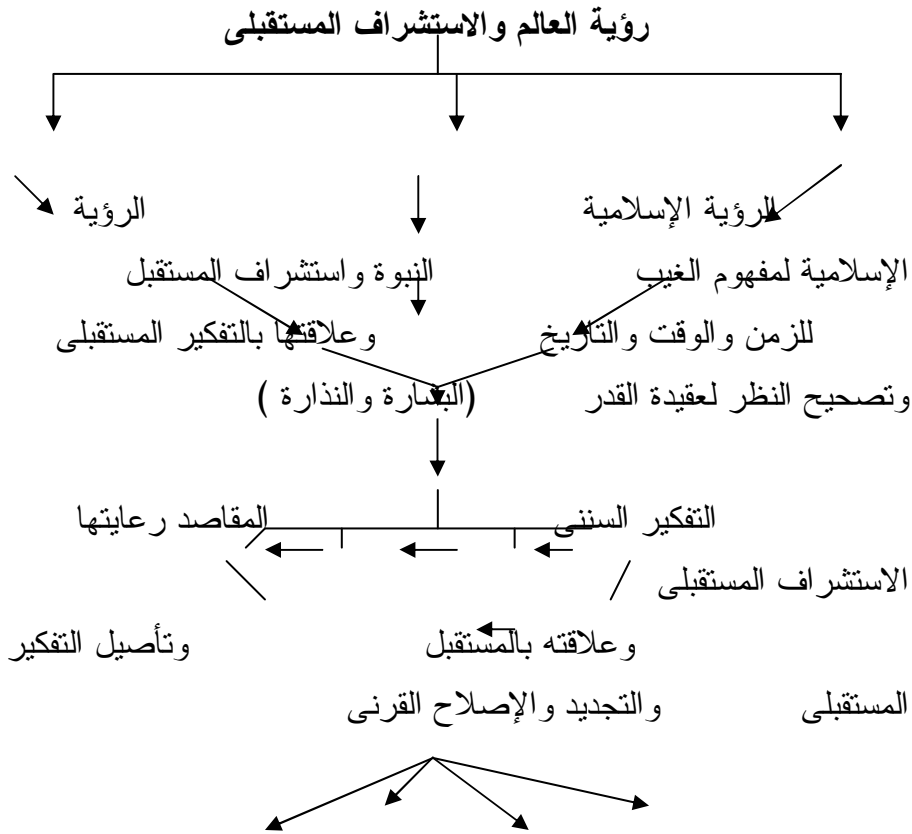 رؤية العالم والاستشراف المستقبلى
الرؤية الإسلامية الرؤية
الإسلامية لمفهوم الغيب النبوة واستشراف المستقبل
للزمن والوقت والتاريخ وعلاقتها بالتفكير المستقبلى
وتصحيح النظر لعقيدة القدر (البشارة والنذارة )
التفكير السننى المقاصد رعايتها
الاستشراف المستقبلى
وعلاقته بالمستقبل وتأصيل التفكير
المستقبلى والتجديد والإصلاح القرنى